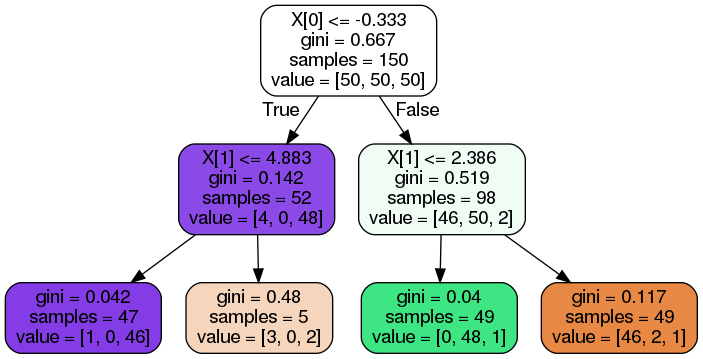 X[0] <= -0.333
gini = 0.667
samples = 150
value = [50, 50, 50]
True
False
X[1] <= 4.883
gini = 0.142
samples = 52
value = [4, 0, 48]
X[1] <= 2.386
gini = 0.519
samples = 98
value = [46, 50, 2]
gini = 0.042
samples = 47
value = [1, 0, 46]
gini = 0.48
samples = 5
value = [3, 0, 2]
gini = 0.04
samples = 49
value = [0, 48, 1]
gini = 0.117
samples = 49
value = [46, 2, 1]